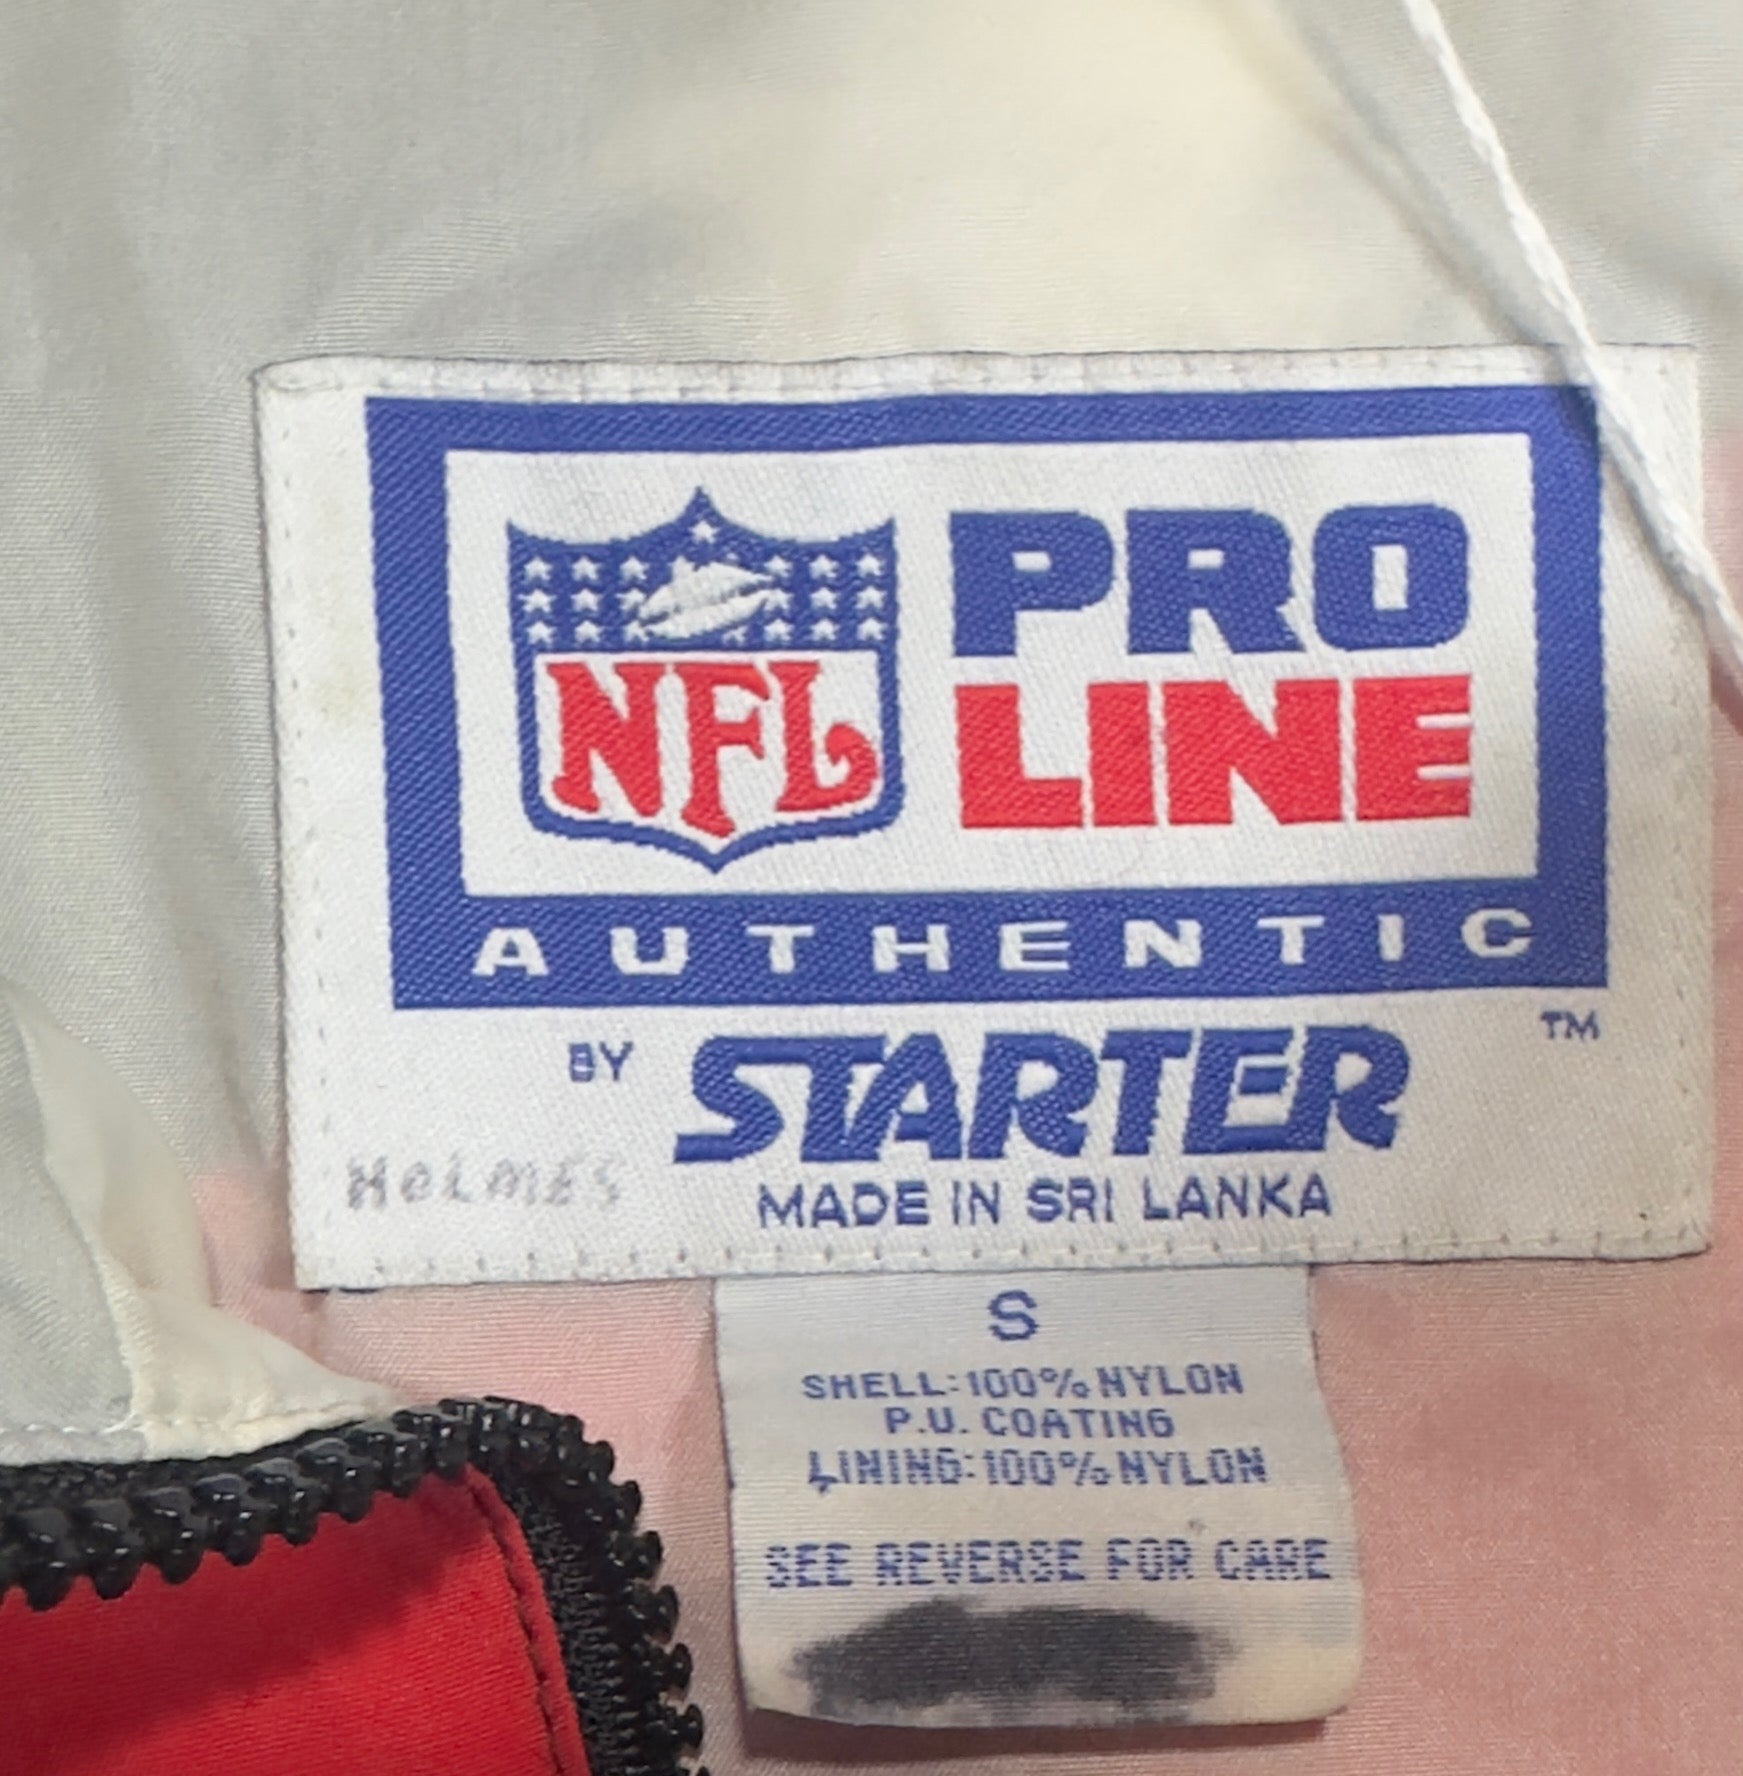 NFL
PRO
LINE
AUTHENTIC
BY STARTER ™
HOLMES
MADE IN SRI LANKA
S
SHELL:100% NYLON
P.U. COATING
LINING:100% NYLON
SEE REVERSE FOR CARE